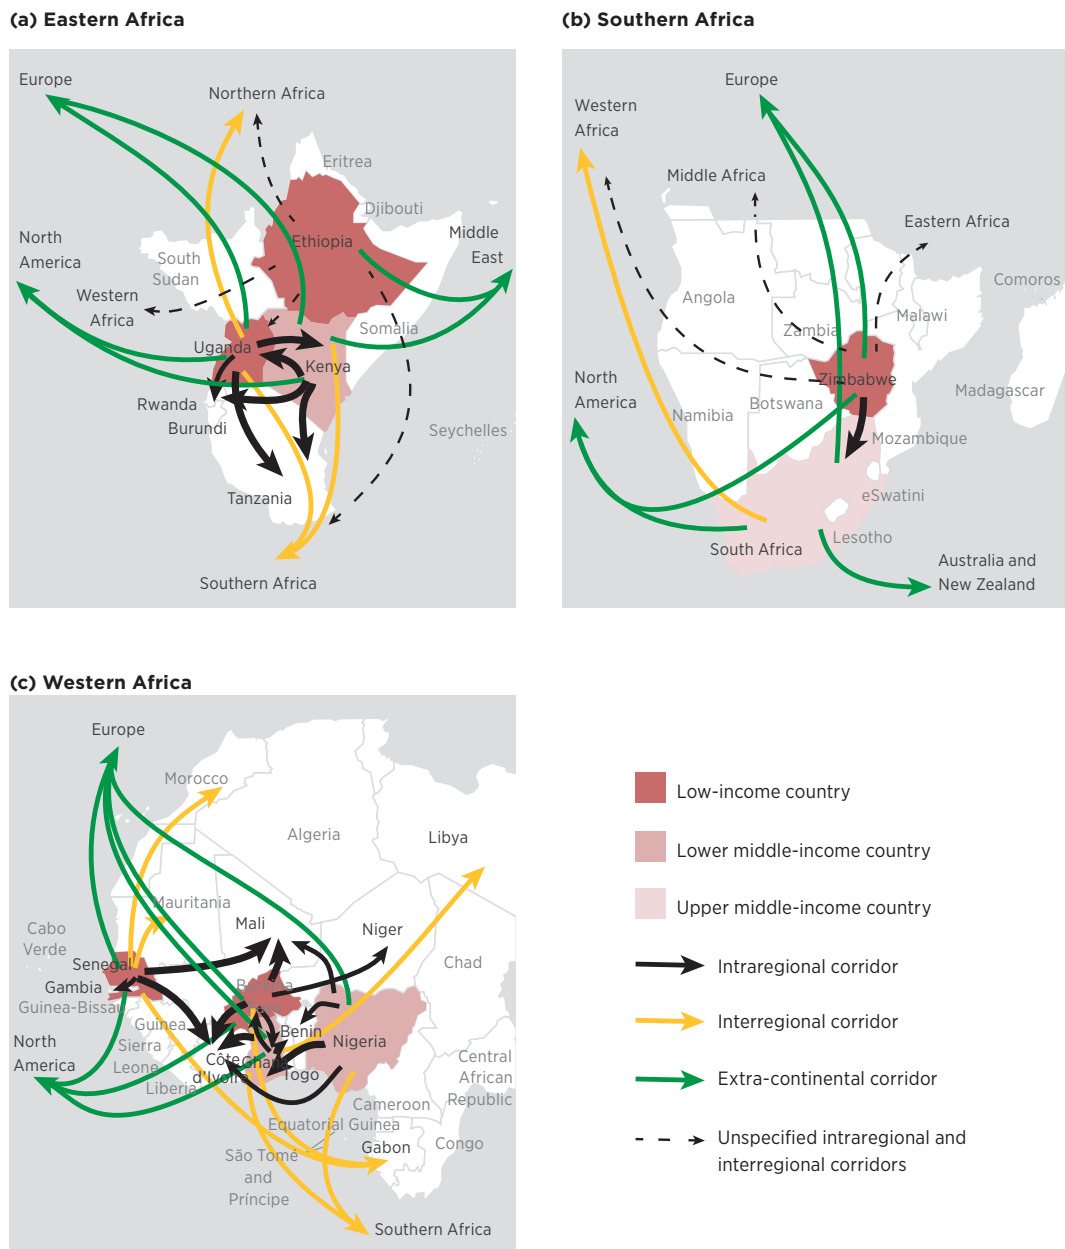 (a) Eastern Africa
Europe
Northern Africa
Eritrea
Djibouti
North
America
Middle
East
Ethiopia
South
Sudan
Western
Africa
Somalia
Uganda
Kenya
Rwanda
Burundi
Seychelles
Tanzania
Southern Africa
(b) Southern Africa
Europe
Western
Africa
Middle Africa
Eastern Africa
Comoros
Angola
Malawi
Zambia
North
America
Zimbabwe
Madagascar
Botswana
Namibia
Mozambique
eSwatini
Lesotho
South Africa
Australia and
New Zealand
(c) Western Africa
Europe
Morocco
Algeria
Libya
Mauritania
Mali
Niger
Cabo
Verde
Senegal
Chad
Gambia
Burkina
Guinea-Bissau
Guinea
Benin
Nigeria
North
America
Sierra
Leone
Côte
d'Ivoire
Ghana
Togo
Liberia
Central
African
Republic
Cameroon
Equatorial Guinea
Gabon
Congo
São Tomé
and
Príncipe
Southern Africa
Low-income country
Lower middle-income country
Upper middle-income country
Intraregional corridor
Interregional corridor
Extra-continental corridor
Unspecified intraregional and
interregional corridors